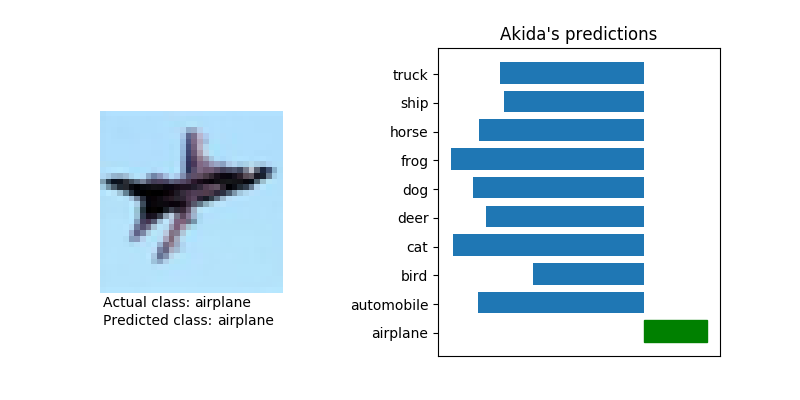 Akida's predictions
truck
ship
horse
frog
dog
deer
cat
bird
automobile
airplane
Actual class: airplane
Predicted class: airplane